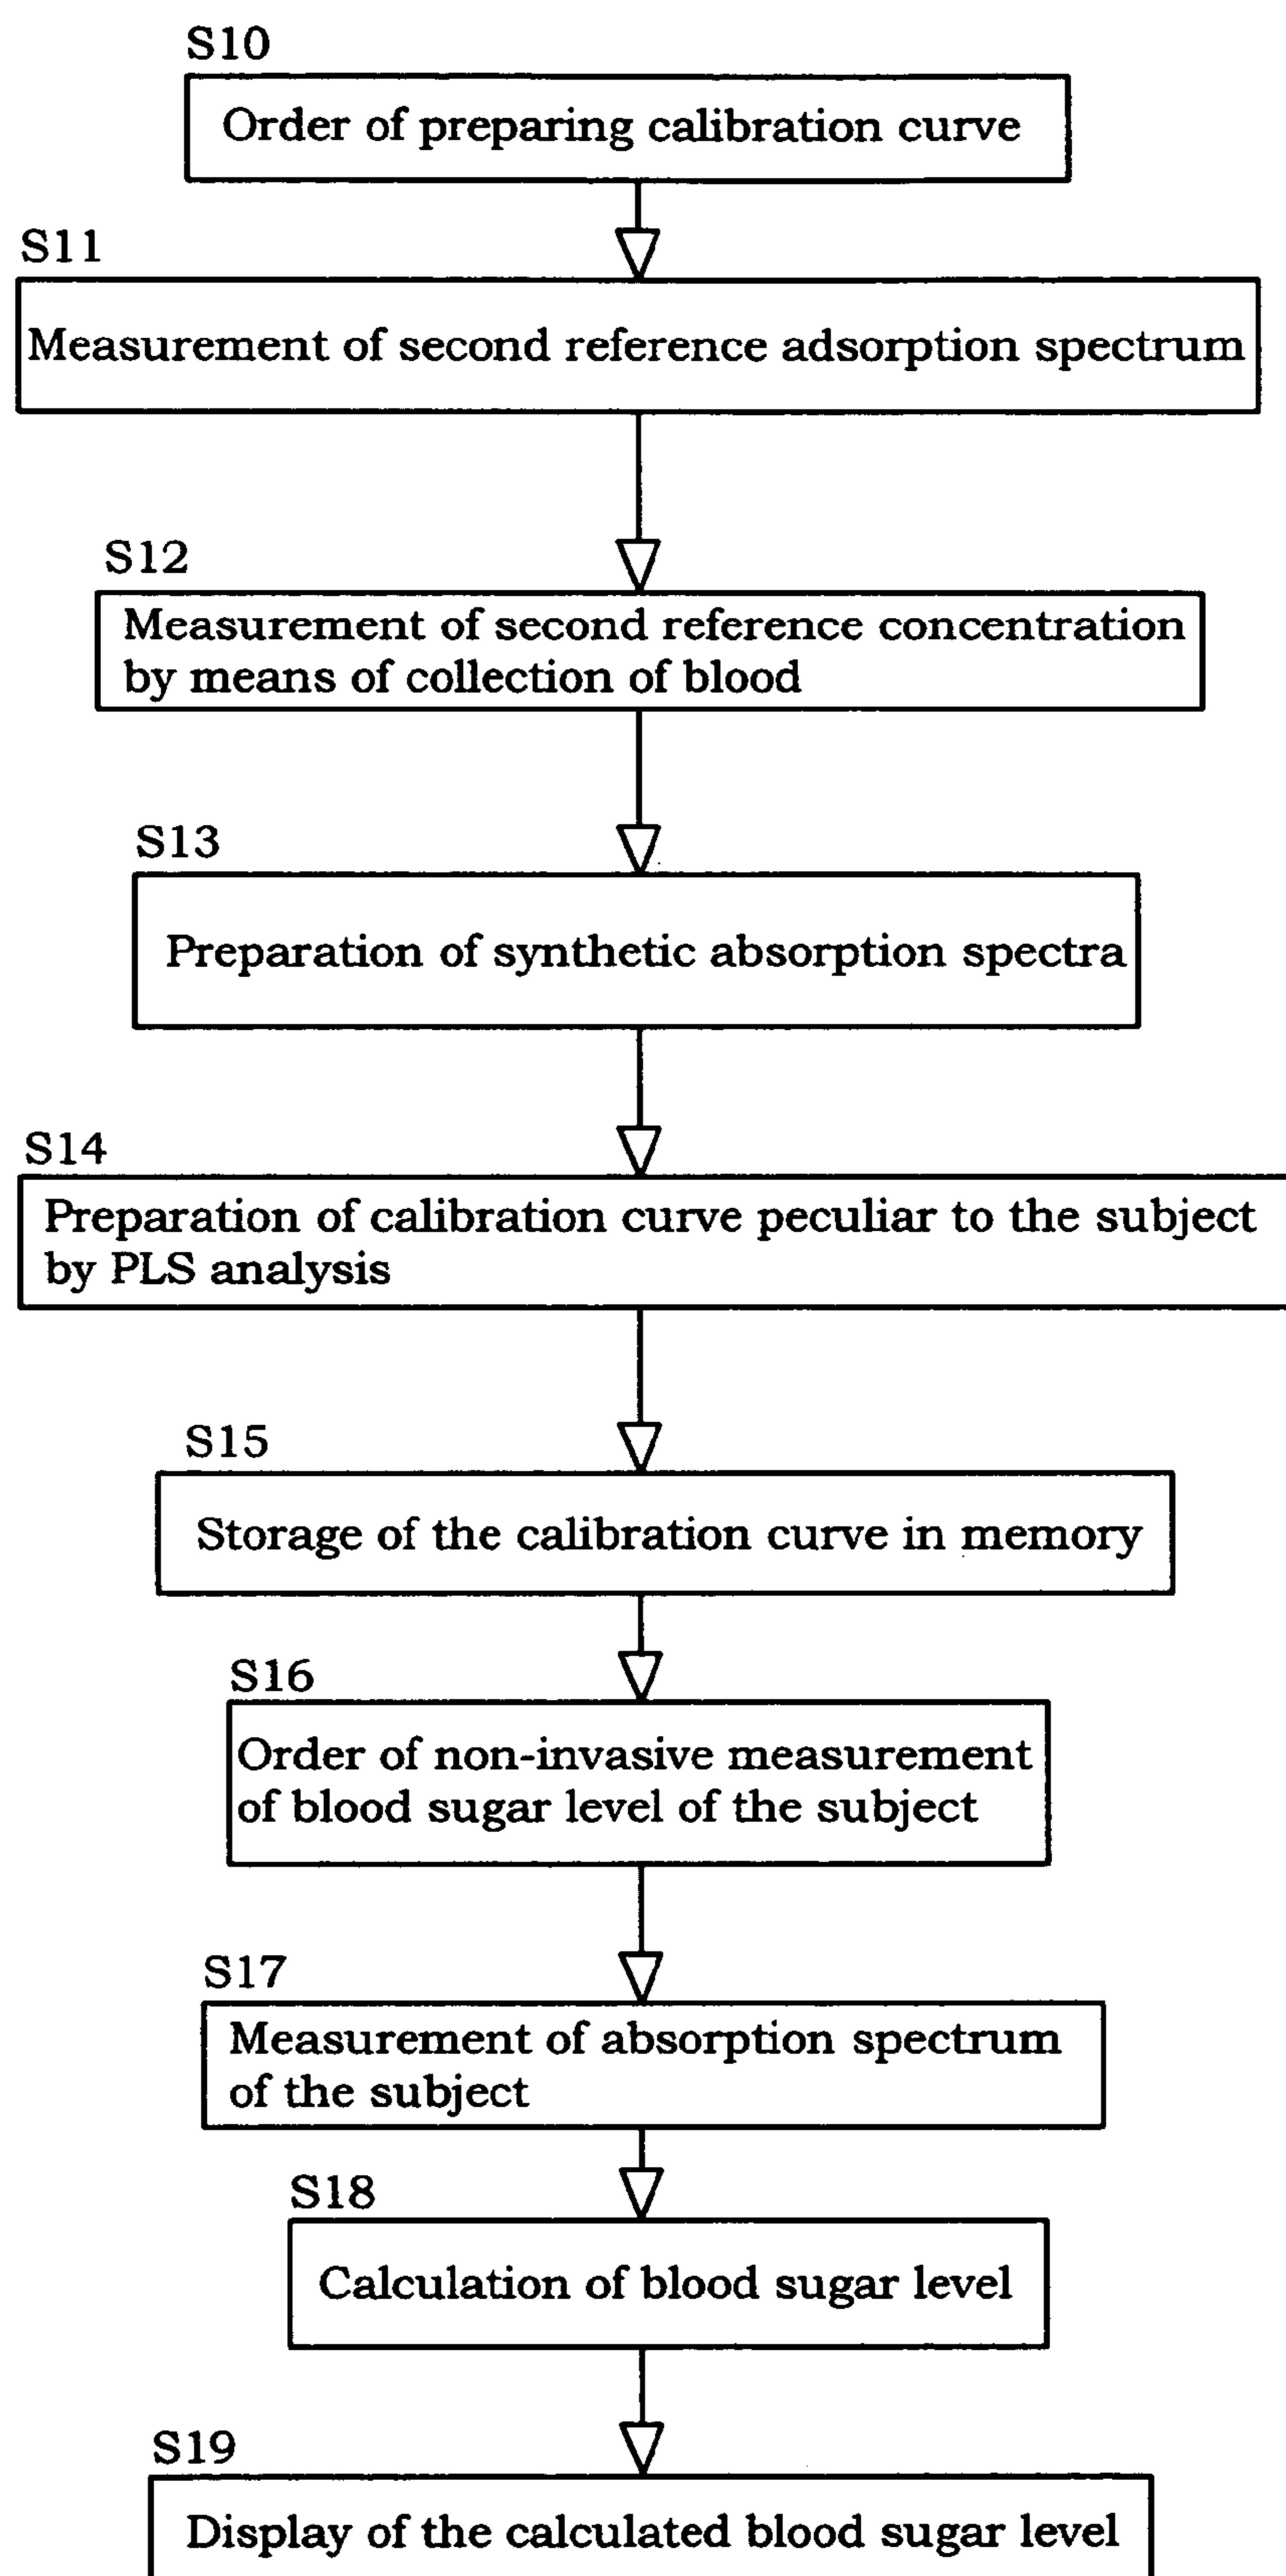 S10
Order of preparing calibration curve
S11
Measurement of second reference adsorption spectrum
S12
Measurement of second reference concentration
by means of collection of blood
S13
Preparation of synthetic absorption spectra
S14
Preparation of calibration curve peculiar to the subject
by PLS analysis
S15
Storage of the calibration curve in memory
S16
Order of non-invasive measurement
of blood sugar level of the subject
S17
Measurement of absorption spectrum
of the subject
S18
Calculation of blood sugar level
S19
Display of the calculated blood sugar level